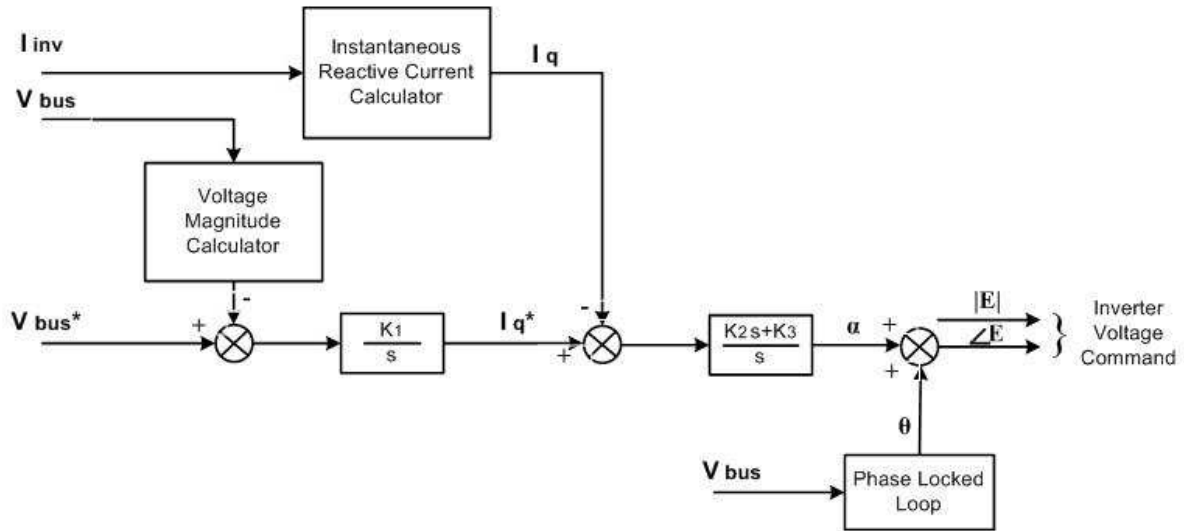 I inv
Instantaneous
Reactive Current
Calculator
I q
V bus
Voltage
Magnitude
Calculator
-
V bus*
+
K1
s
I q*
-
+
K2 s+K3
s
α
+
+
|E|
∠E
}
Inverter
Voltage
Command
θ
V bus
Phase Locked
Loop